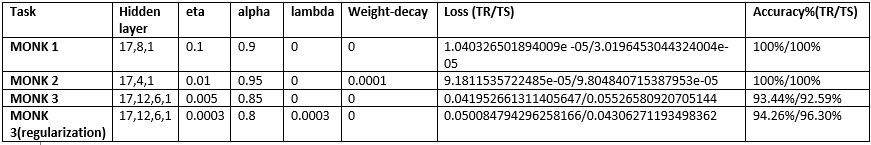 Task Hidden layer eta alpha lambda Weight-decay Loss (TR/TS) Accuracy%(TR/TS)
MONK 1 17,8,1 0.1 0.9 0 0 1.040326501894009e -05/3.0196453044324004e-05 100%/100%
MONK 2 17,4,1 0.01 0.95 0 0.0001 9.1811535722485e-05/9.804840715387953e-05 100%/100%
MONK 3 17,12,6,1 0.005 0.85 0 0 0.041952661311405647/0.05526580920705144 93.44%/92.59%
MONK 3(regularization) 17,12,6,1 0.0003 0.8 0.0003 0 0.050084794296258166/0.04306271193498362 94.26%/96.30%